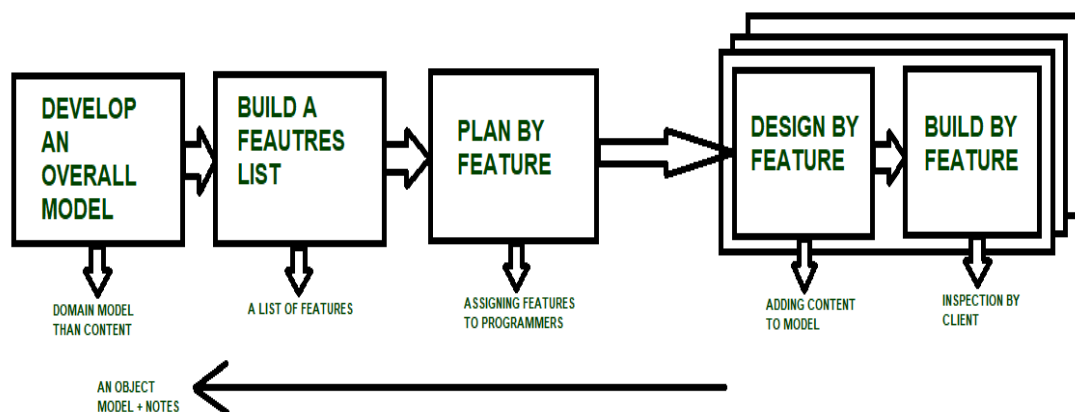 DEVELOP
AN
OVERALL
MODEL
BUILD A
FEAUTRES
LIST
PLAN BY
FEATURE
DESIGN BY
FEATURE
BUILD BY
FEATURE
DOMAIN MODEL
THAN CONTENT
A LIST OF FEATURES
ASSIGNING FEATURES
TO PROGRAMMERS
ADDING CONTENT
TO MODEL
INSPECTION BY
CLIENT
AN OBJECT
MODEL + NOTES